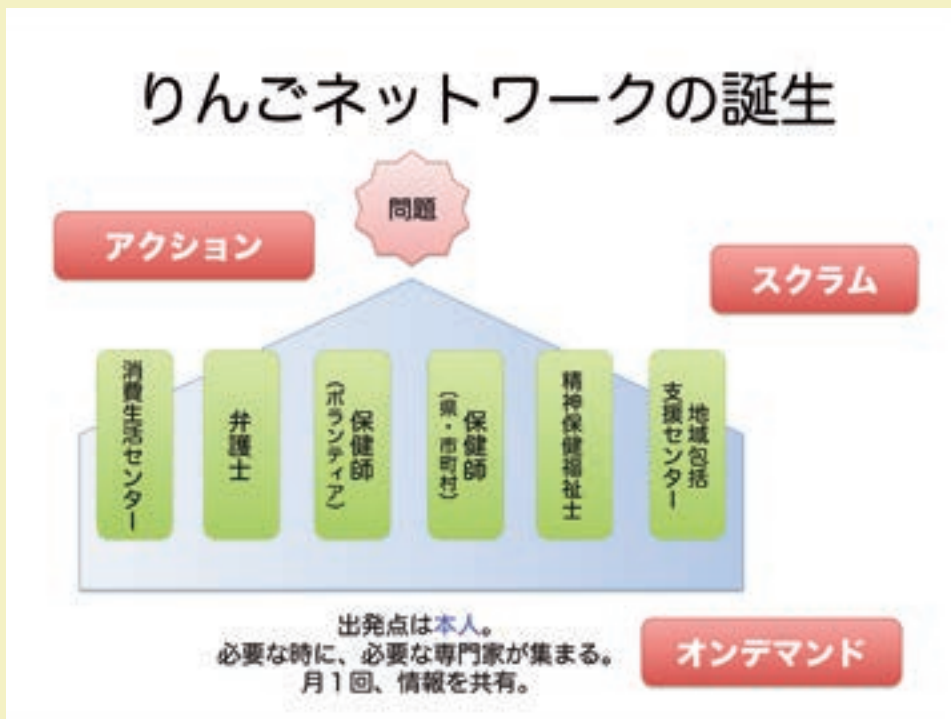 りんごネットワークの誕生
問題
アクション
スクラム
消費生活センター
弁護士
保健師
(ボランティア)
保健師
(県・市町村)
精神保健福祉士
地域包括
支援センター
出発点は本人。
必要な時に、必要な専門家が集まる。
月1回、情報を共有。
オンデマンド